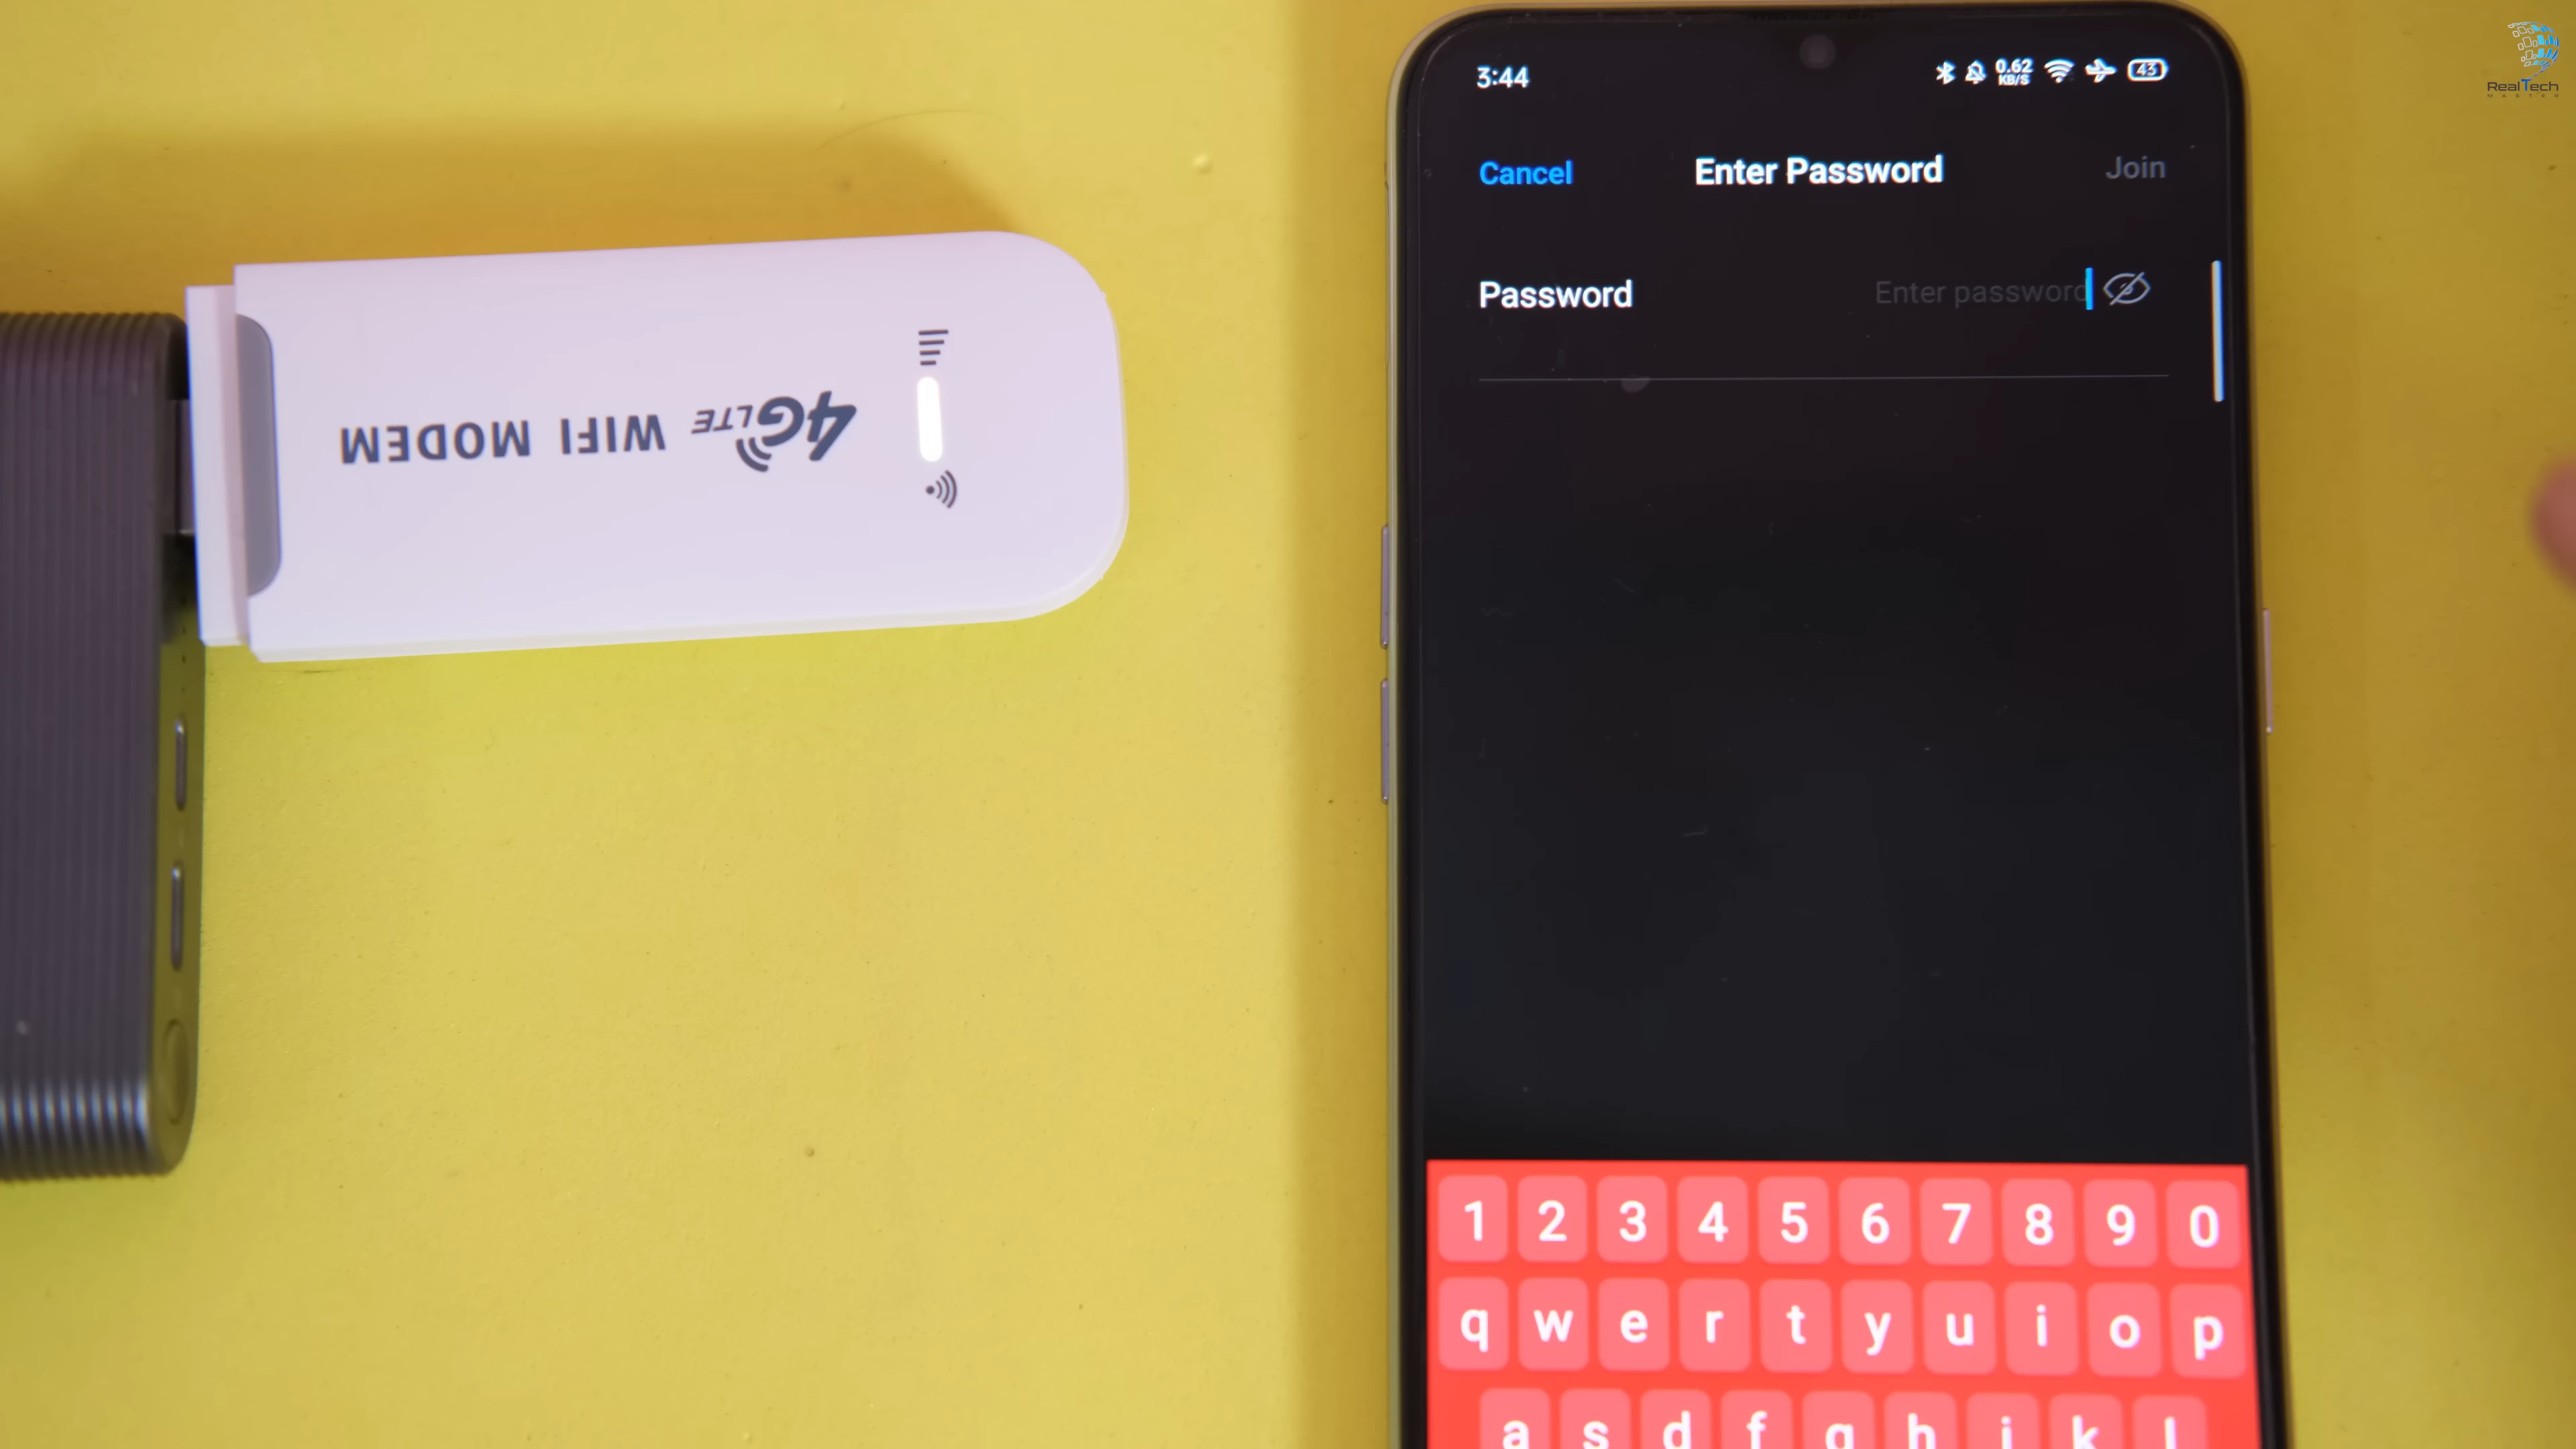 4G LTE WIFI MODEM
3:44
0.62
KB/S
43
Cancel
Enter Password
Join
Password
Enter password
1 2 3 4 5 6 7 8 9 0
q w e r t y u i o p
a s d f g h j k l
RealTech
MASTER